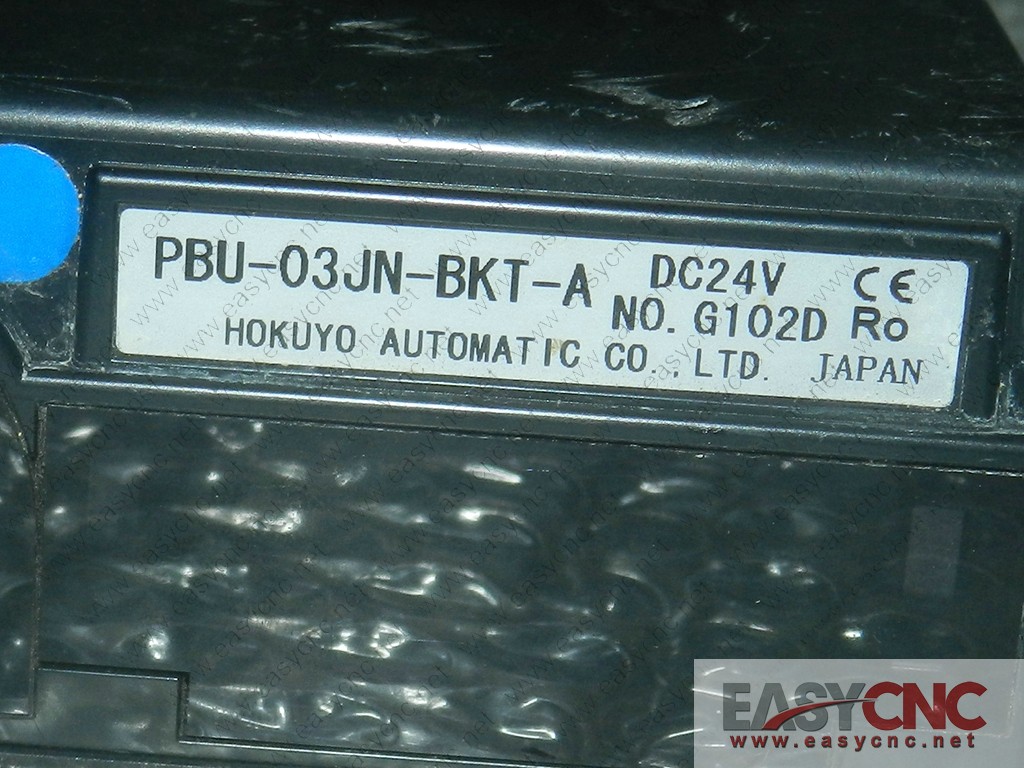 PBU-03JN-BKT-A DC24V CE
NO. G102D Ro
HOKUYO AUTOMATIC CO.,LTD. JAPAN
EASYCNC
www.easycnc.net